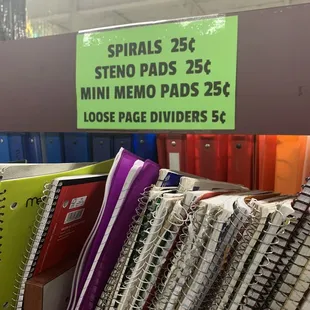 SPIRALS 25¢
STENO PADS 25¢
MINI MEMO PADS 25¢
LOOSE PAGE DIVIDERS 5¢